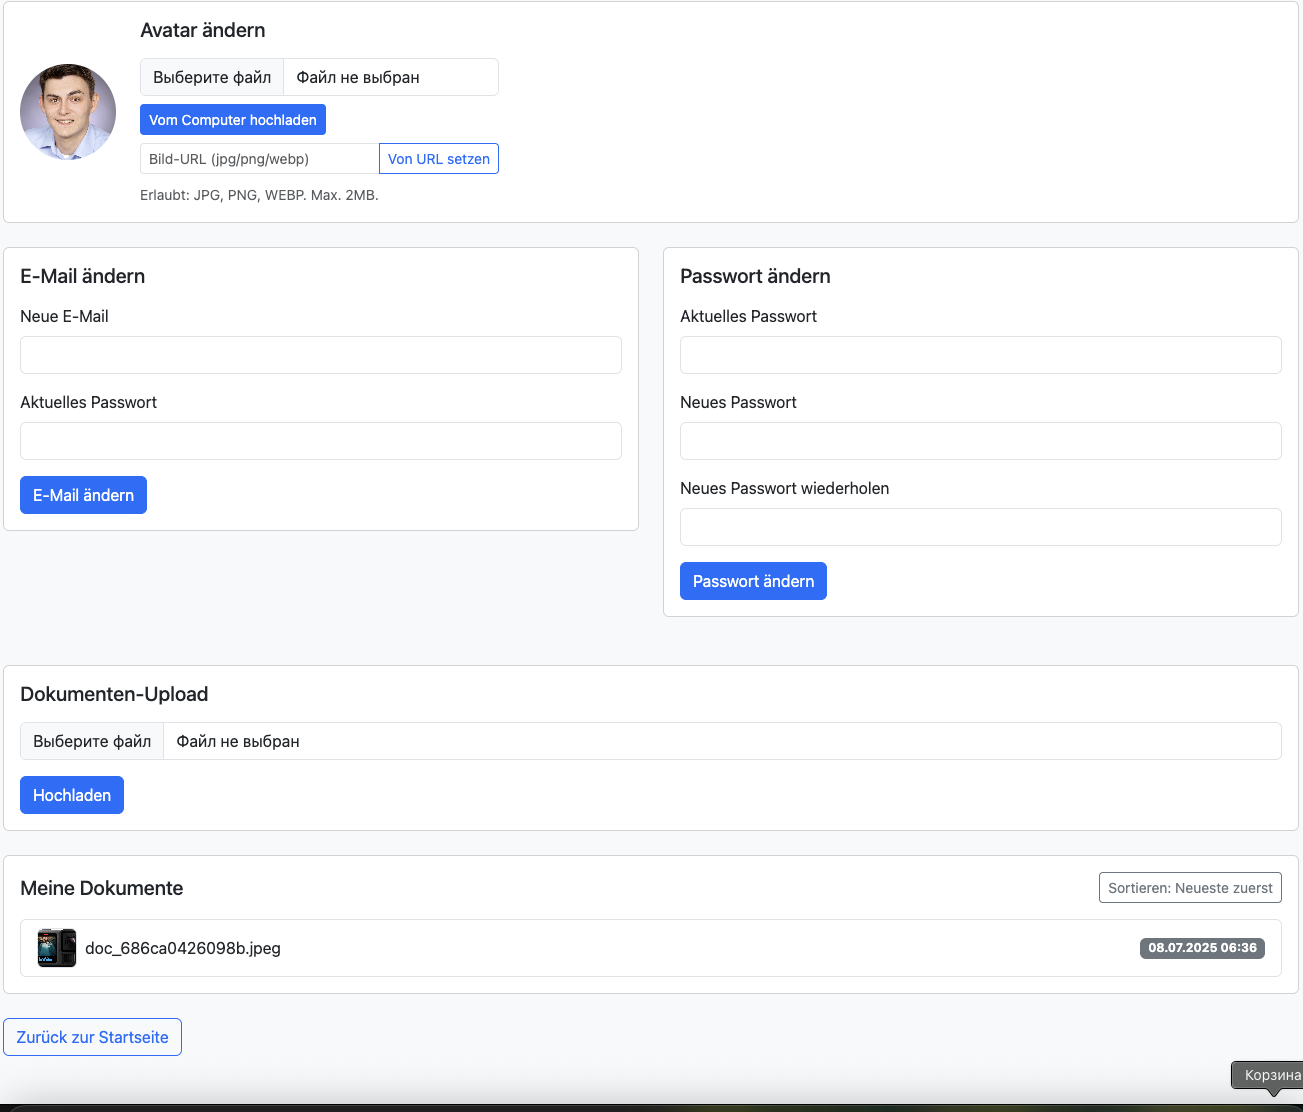 Avatar ändern
Выберите файл Файл не выбран
Vom Computer hochladen
Bild-URL (jpg/png/webp) Von URL setzen
Erlaubt: JPG, PNG, WEBP. Max. 2MB.
E-Mail ändern
Neue E-Mail
Aktuelles Passwort
E-Mail ändern
Passwort ändern
Aktuelles Passwort
Neues Passwort
Neues Passwort wiederholen
Passwort ändern
Dokumenten-Upload
Выберите файл Файл не выбран
Hochladen
Meine Dokumente Sortieren: Neueste zuerst
doc_686ca0426098b.jpeg 08.07.2025 06:36
Zurück zur Startseite
Корзина